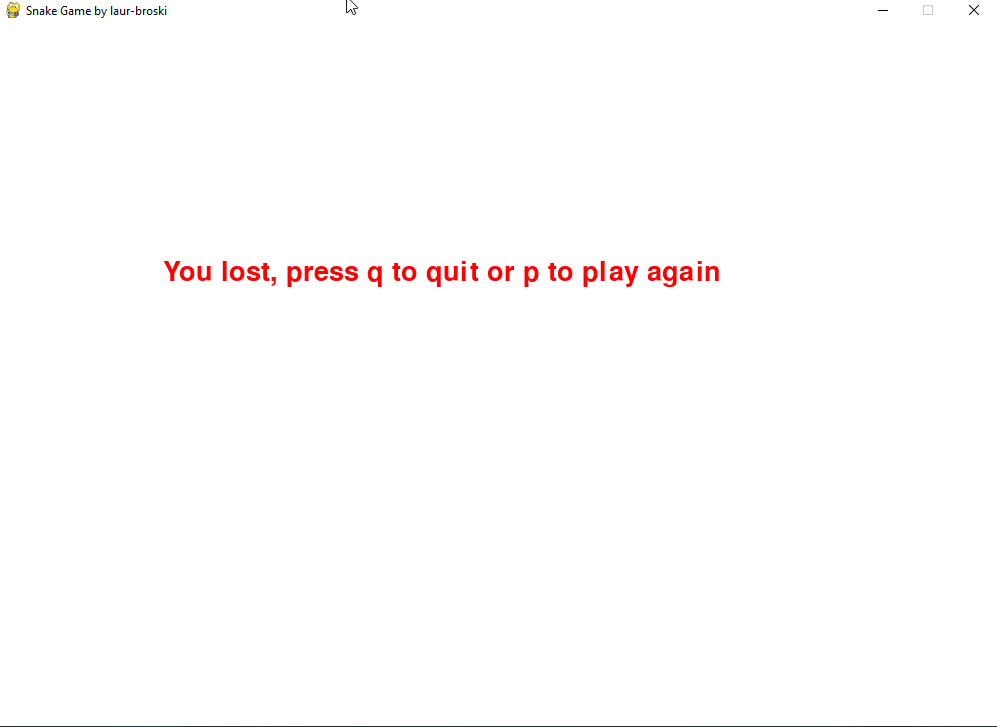 Snake Game by laur-broski
You lost, press q to quit or p to play again